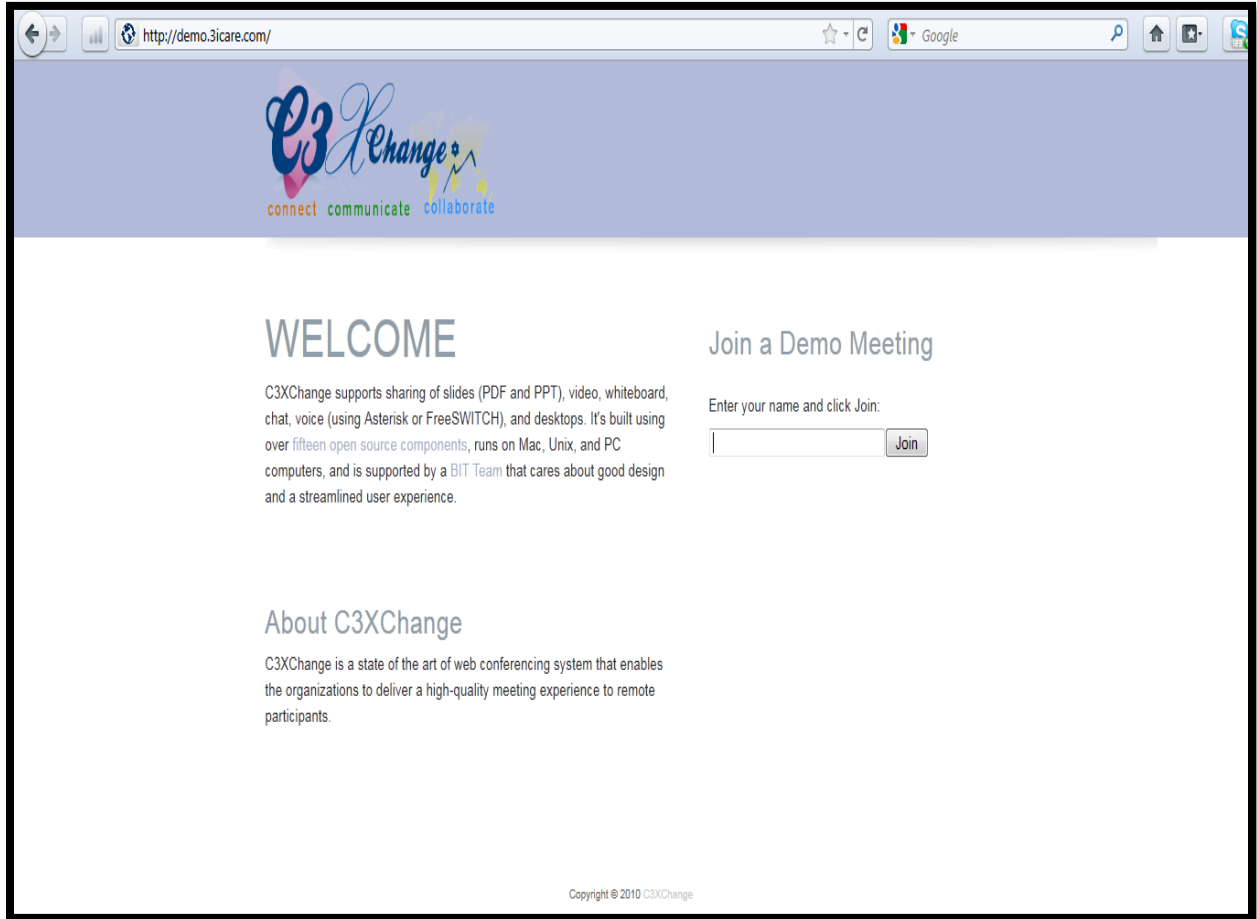 http://demo.3icare.com/
Google
C3 XChange
connect communicate collaborate
WELCOME
C3XChange supports sharing of slides (PDF and PPT), video, whiteboard,
chat, voice (using Asterisk or FreeSWITCH), and desktops. It's built using
over fifteen open source components, runs on Mac, Unix, and PC
computers, and is supported by a BIT Team that cares about good design
and a streamlined user experience.
Join a Demo Meeting
Enter your name and click Join:
Join
About C3XChange
C3XChange is a state of the art of web conferencing system that enables
the organizations to deliver a high-quality meeting experience to remote
participants.
Copyright © 2010 C3XChange